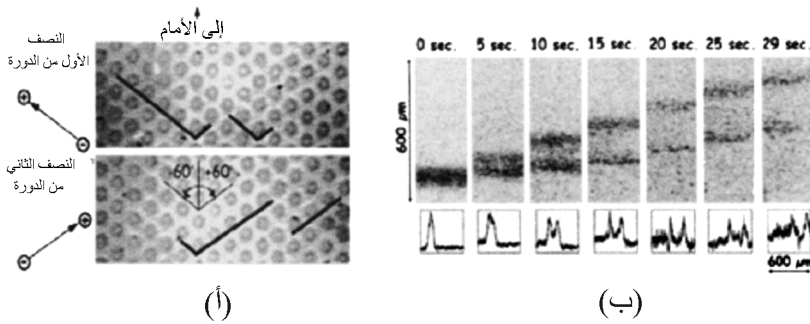 إلى الأمام
النصف
الأول من الدورة
+
-
النصف الثاني
من الدورة
-60° +60°
+
-
(أ)
0 sec. 5 sec. 10 sec. 15 sec. 20 sec. 25 sec. 29 sec.
600 μm
600 μm
(ب)